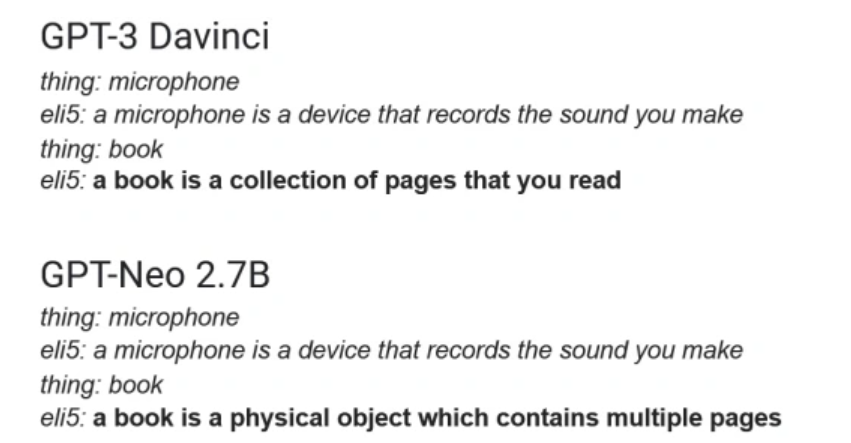 GPT-3 Davinci
thing: microphone
eli5: a microphone is a device that records the sound you make
thing: book
eli5: a book is a collection of pages that you read
GPT-Neo 2.7B
thing: microphone
eli5: a microphone is a device that records the sound you make
thing: book
eli5: a book is a physical object which contains multiple pages